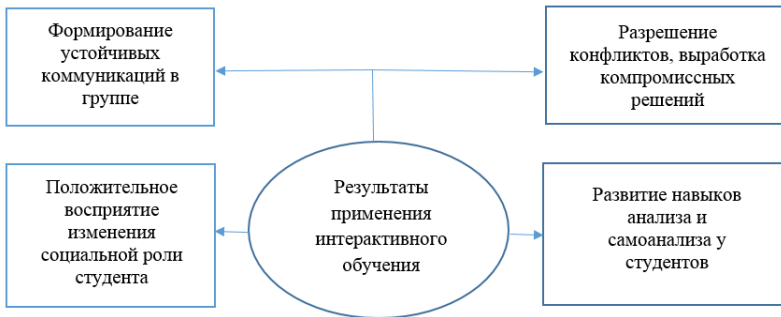 Формирование
устойчивых
коммуникаций в
группе
Разрешение
конфликтов, выработка
компромиссных
решений
Положительное
восприятие
изменения
социальной роли
студента
Результаты
применения
интерактивного
обучения
Развитие навыков
анализа и
самоанализа у
студентов